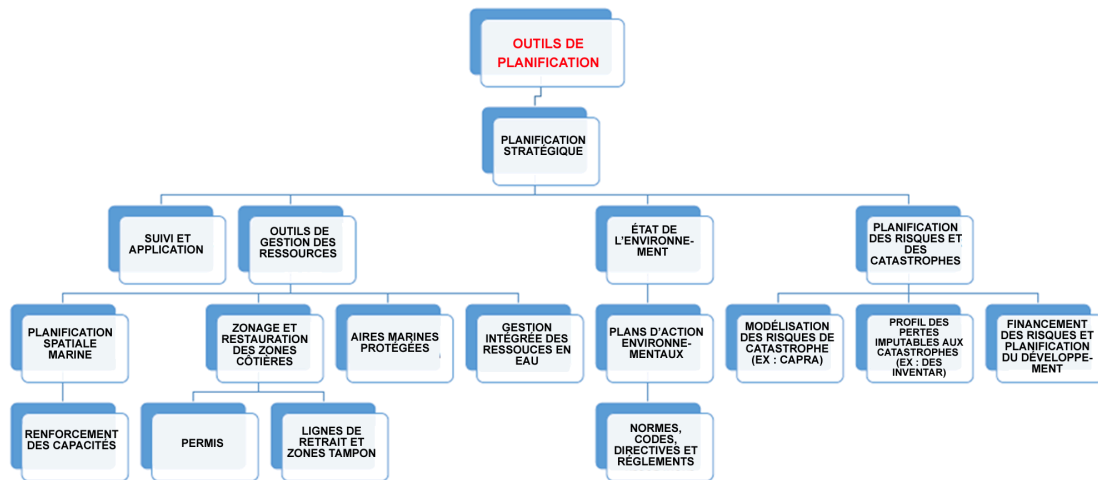 OUTILS DE
PLANIFICATION
PLANIFICATION
STRATÉGIQUE
SUIVI ET
APPLICATION
OUTILS DE
GESTION DES
RESSOURCES
ÉTAT DE
L'ENVIRONNE-
MENT
PLANIFICATION
DES RISQUES ET
DES
CATASTROPHES
PLANIFICATION
SPATIALE
MARINE
ZONAGE ET
RESTAURATION
DES ZONES
CÔTIÈRES
AIRES MARINES
PROTÉGÉES
GESTION
INTÉGRÉE DES
RESSOUCES EN
EAU
PLANS D'ACTION
ENVIRONNE-
MENTAUX
MODÉLISATION
DES RISQUES DE
CATASTROPHE
(EX : CAPRA)
PROFIL DES
PERTES
IMPUTABLES AUX
CATASTROPHES
(EX : DES
INVENTAR)
FINANCEMENT
DES RISQUES ET
PLANIFICATION
DU DÉVELOPPE-
MENT
RENFORCEMENT
DES CAPACITÉS
PERMIS
LIGNES DE
RETRAIT ET
ZONES TAMPON
NORMES,
CODES,
DIRECTIVES ET
RÉGLEMENTS